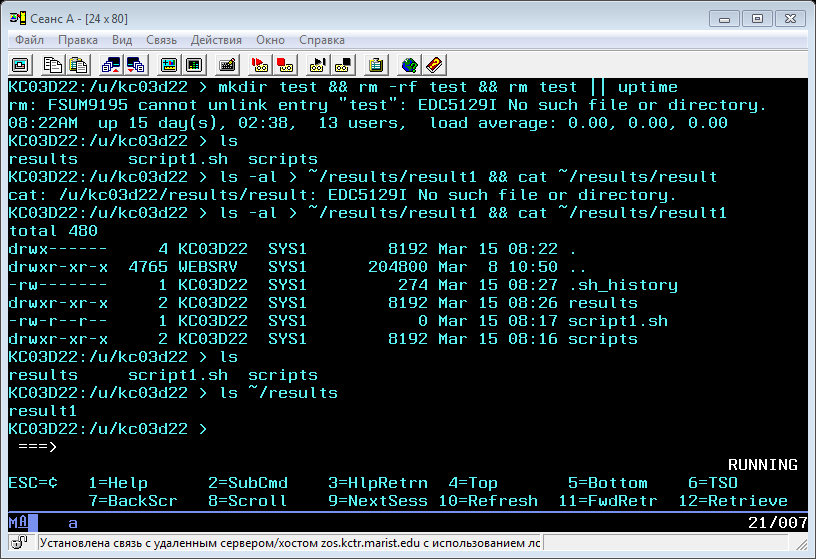 Сеанс A - [24 x 80]
Файл Правка Вид Связь Действия Окно Справка
KC03D22:/u/kc03d22 > mkdir test && rm -rf test && rm test || uptime
rm: FSUM9195 cannot unlink entry "test": EDC5129I No such file or directory.
08:22AM  up 15 day(s), 02:38,  13 users,  load average: 0.00, 0.00, 0.00
KC03D22:/u/kc03d22 > ls
results     script1.sh  scripts
KC03D22:/u/kc03d22 > ls -al > ~/results/result1 && cat ~/results/result
cat: /u/kc03d22/results/result: EDC5129I No such file or directory.
KC03D22:/u/kc03d22 > ls -al > ~/results/result1 && cat ~/results/result1
total 480
drwx------     4 KC03D22  SYS1        8192 Mar 15 08:22 .
drwxr-xr-x  4765 WEBSRV   SYS1      204800 Mar  8 10:50 ..
-rw-------     1 KC03D22  SYS1         274 Mar 15 08:27 .sh_history
drwxr-xr-x     2 KC03D22  SYS1        8192 Mar 15 08:26 results
-rw-r--r--     1 KC03D22  SYS1           0 Mar 15 08:17 script1.sh
drwxr-xr-x     2 KC03D22  SYS1        8192 Mar 15 08:16 scripts
KC03D22:/u/kc03d22 > ls
results     script1.sh  scripts
KC03D22:/u/kc03d22 > ls ~/results
result1
KC03D22:/u/kc03d22 >
===>
RUNNING
ESC=¢   1=Help      2=SubCmd    3=HlpRetrn  4=Top       5=Bottom    6=TSO
7=BackScr   8=Scroll    9=NextSess 10=Refresh  11=FwdRetr  12=Retrieve
MA a 21/007
Установлена связь с удаленным сервером/хостом zos.kctr.marist.edu с использованием лс